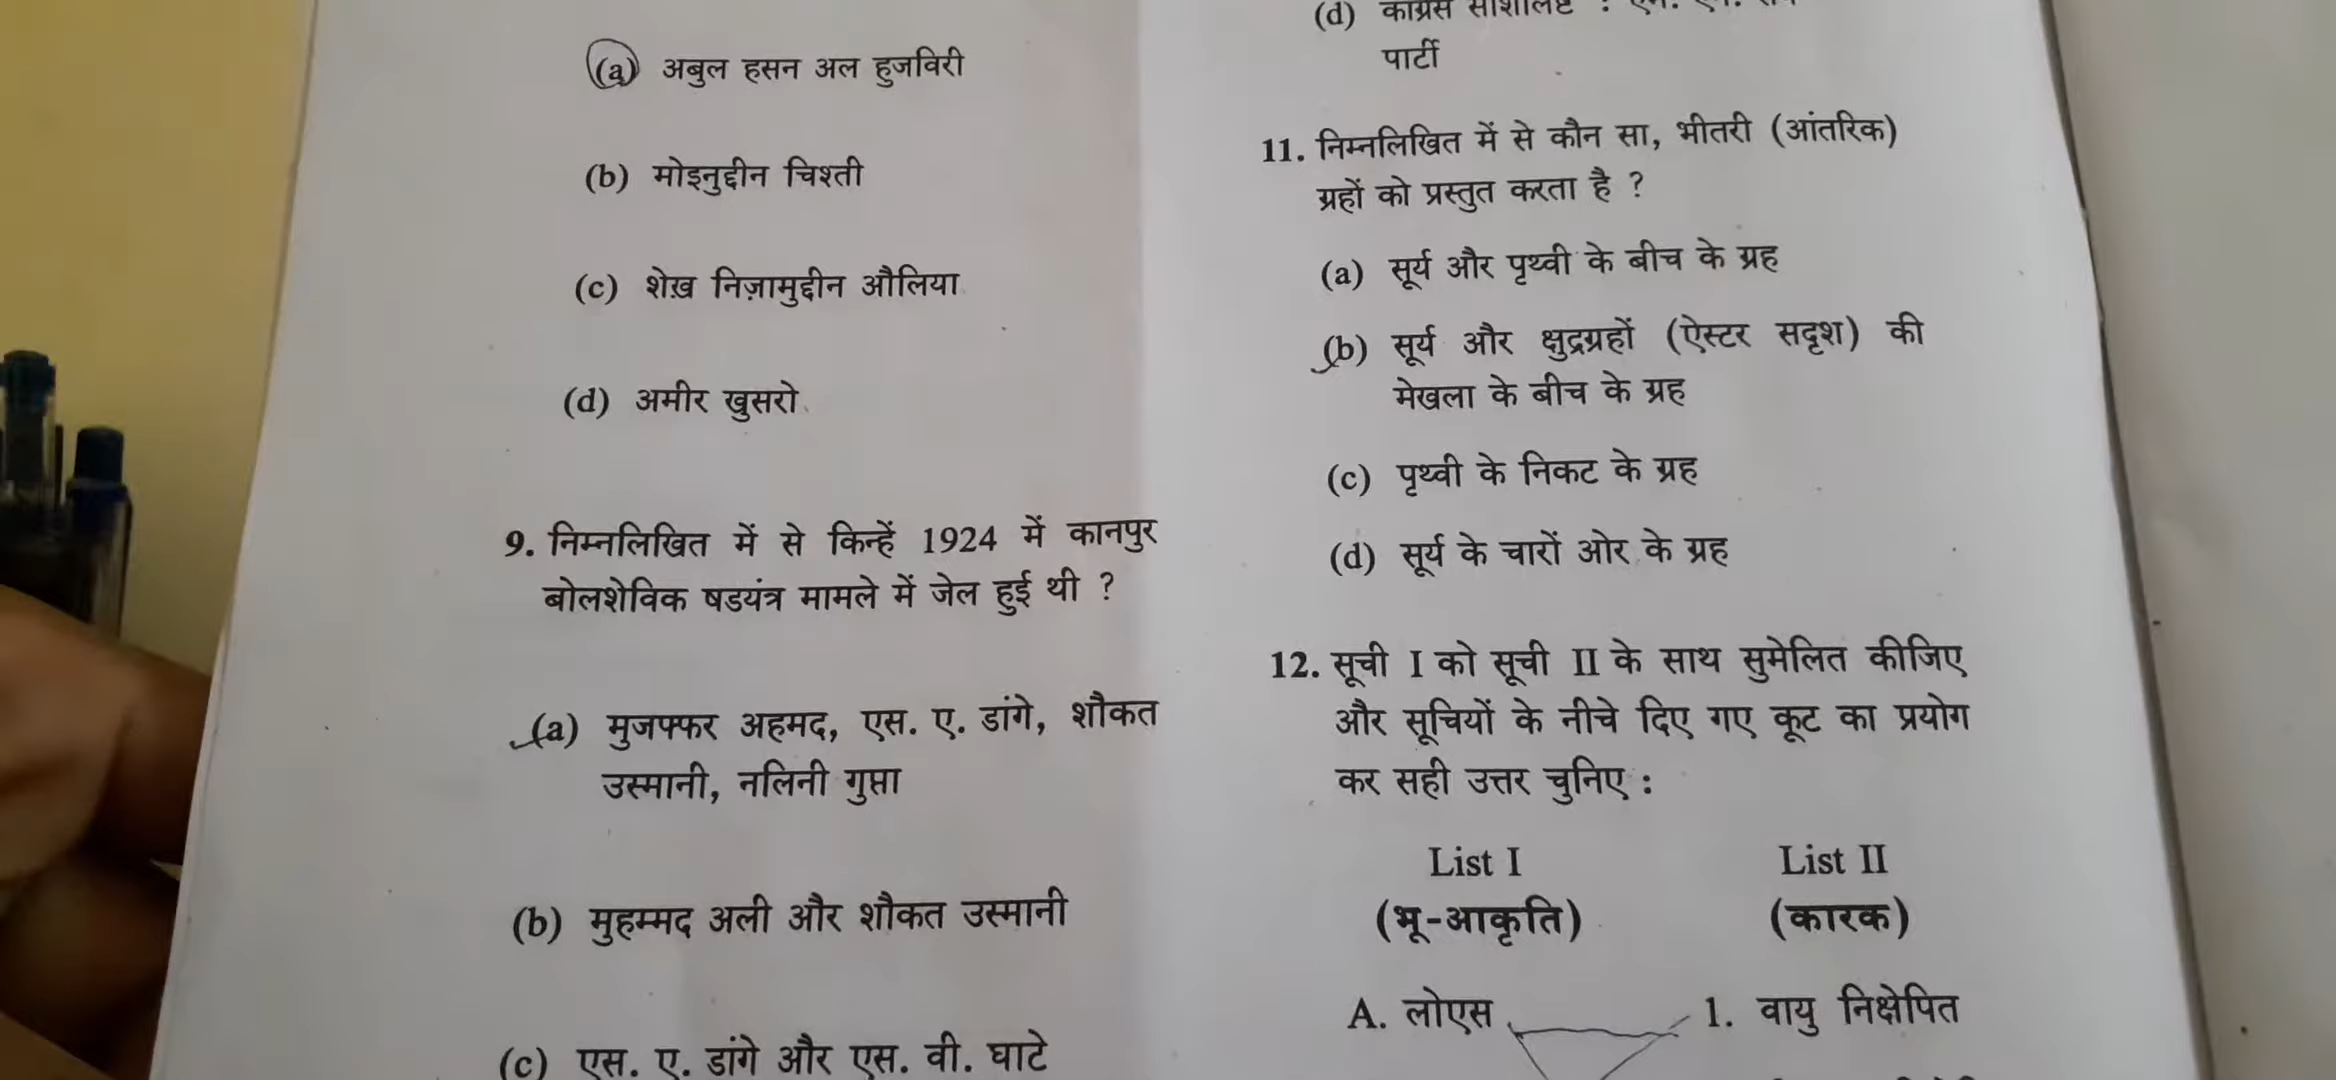 (a) अबुल हसन अल हुजविरी
(b) मोइनुद्दीन चिश्ती
(c) शेख़ निज़ामुद्दीन औलिया
(d) अमीर खुसरो
9. निम्नलिखित में से किन्हें 1924 में कानपुर
बोलशेविक षडयंत्र मामले में जेल हुई थी ?
(a) मुजफ्फर अहमद, एस. ए. डांगे, शौकत
उस्मानी, नलिनी गुप्ता
(b) मुहम्मद अली और शौकत उस्मानी
(c) एस. ए. डांगे और एस. वी. घाटे
(d) काँग्रेस
पार्टी
11. निम्नलिखित में से कौन सा, भीतरी (आंतरिक)
ग्रहों को प्रस्तुत करता है ?
(a) सूर्य और पृथ्वी के बीच के ग्रह
(b) सूर्य और क्षुद्रग्रहों (ऐस्टर सदृश) की
मेखला के बीच के ग्रह
(c) पृथ्वी के निकट के ग्रह
(d) सूर्य के चारों ओर के ग्रह
12. सूची I को सूची II के साथ सुमेलित कीजिए
और सूचियों के नीचे दिए गए कूट का प्रयोग
कर सही उत्तर चुनिए :
List I List II
(भू-आकृति) (कारक)
A. लोएस 1. वायु निक्षेपित